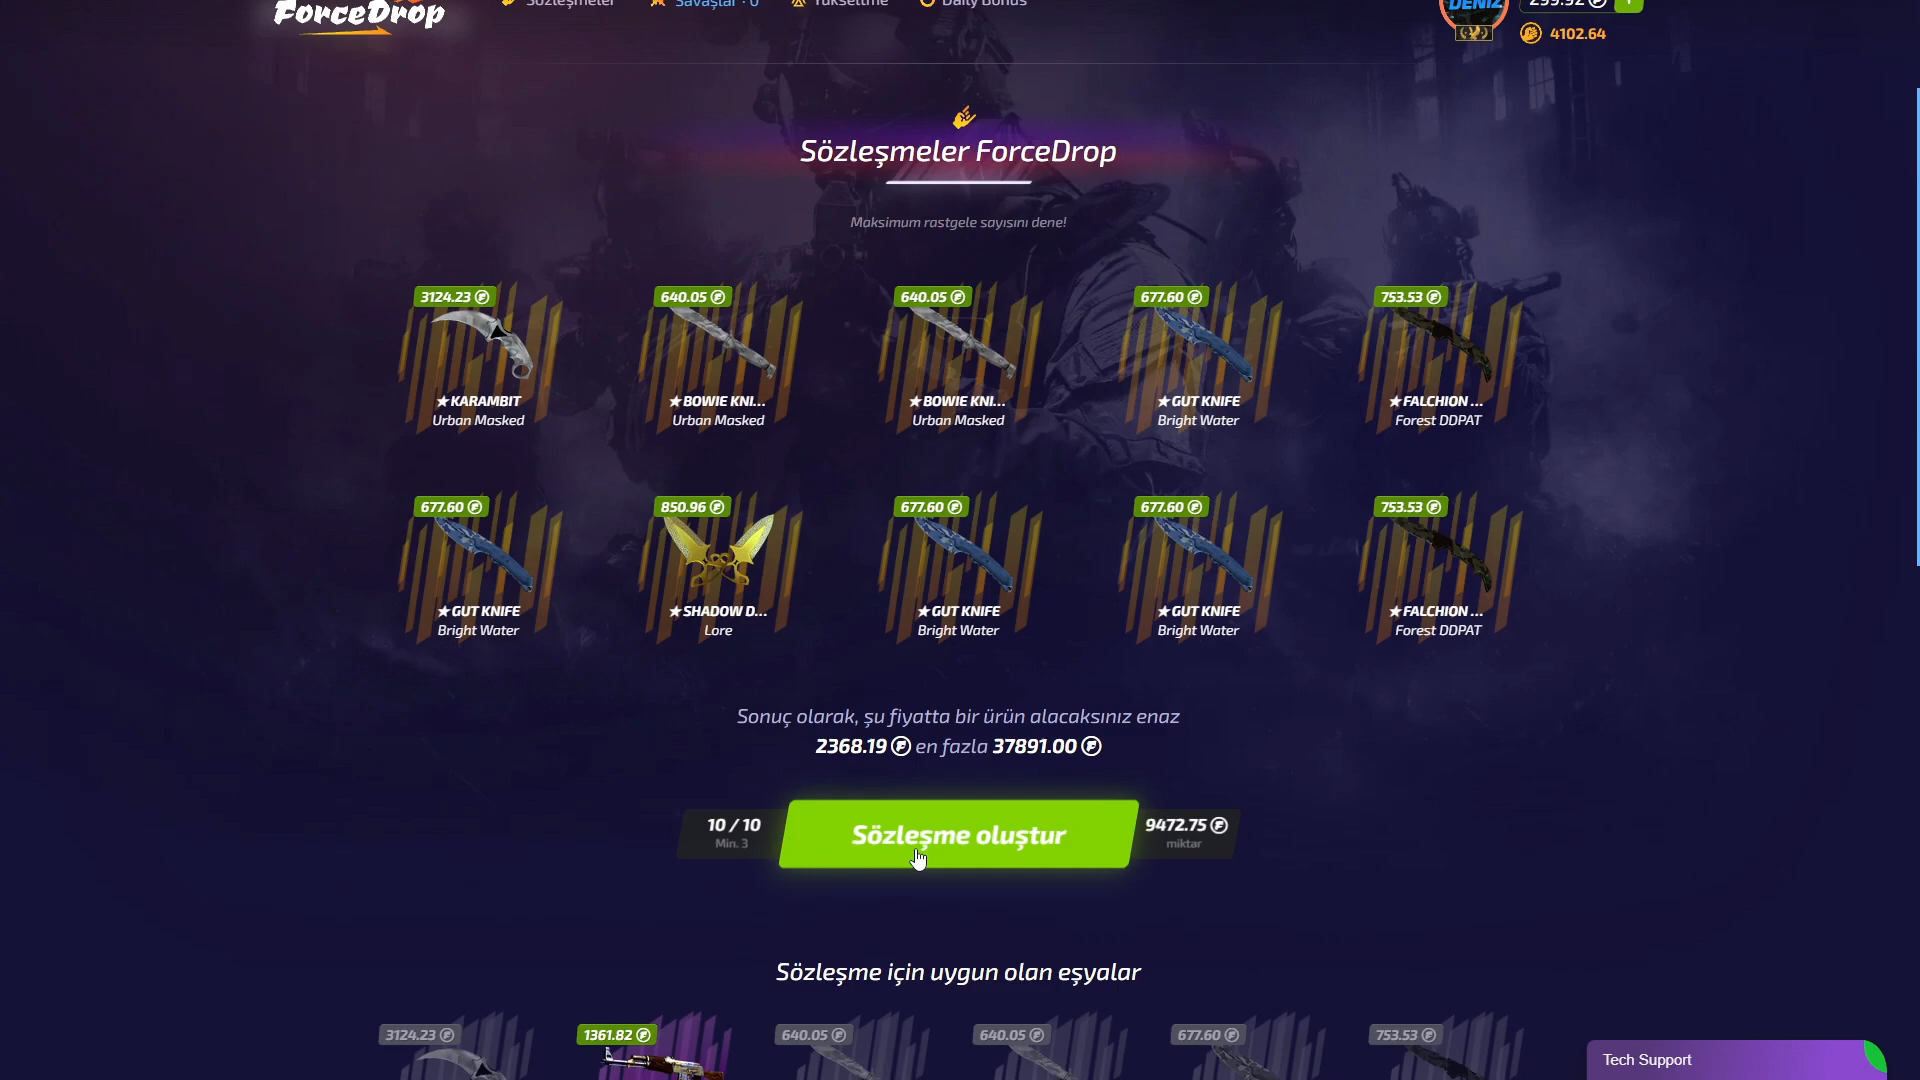 ForceDrop
Sözleşmeler
Savaşlar · 0
Yükseltme
Daily Bonus
DENIZ
299.92
4102.64
Sözleşmeler ForceDrop
Maksimum rastgele sayısını dene!
3124.23
★ KARAMBIT
Urban Masked
640.05
★ BOWIE KNI...
Urban Masked
640.05
★ BOWIE KNI...
Urban Masked
677.60
★ GUT KNIFE
Bright Water
753.53
★ FALCHION ...
Forest DDPAT
677.60
★ GUT KNIFE
Bright Water
850.96
★ SHADOW D...
Lore
677.60
★ GUT KNIFE
Bright Water
677.60
★ GUT KNIFE
Bright Water
753.53
★ FALCHION ...
Forest DDPAT
Sonuç olarak, şu fiyatta bir ürün alacaksınız enaz
2368.19 en fazla 37891.00
10 / 10
Min. 3
Sözleşme oluştur
9472.75
miktar
Sözleşme için uygun olan eşyalar
3124.23
1361.82
640.05
640.05
677.60
753.53
Tech Support